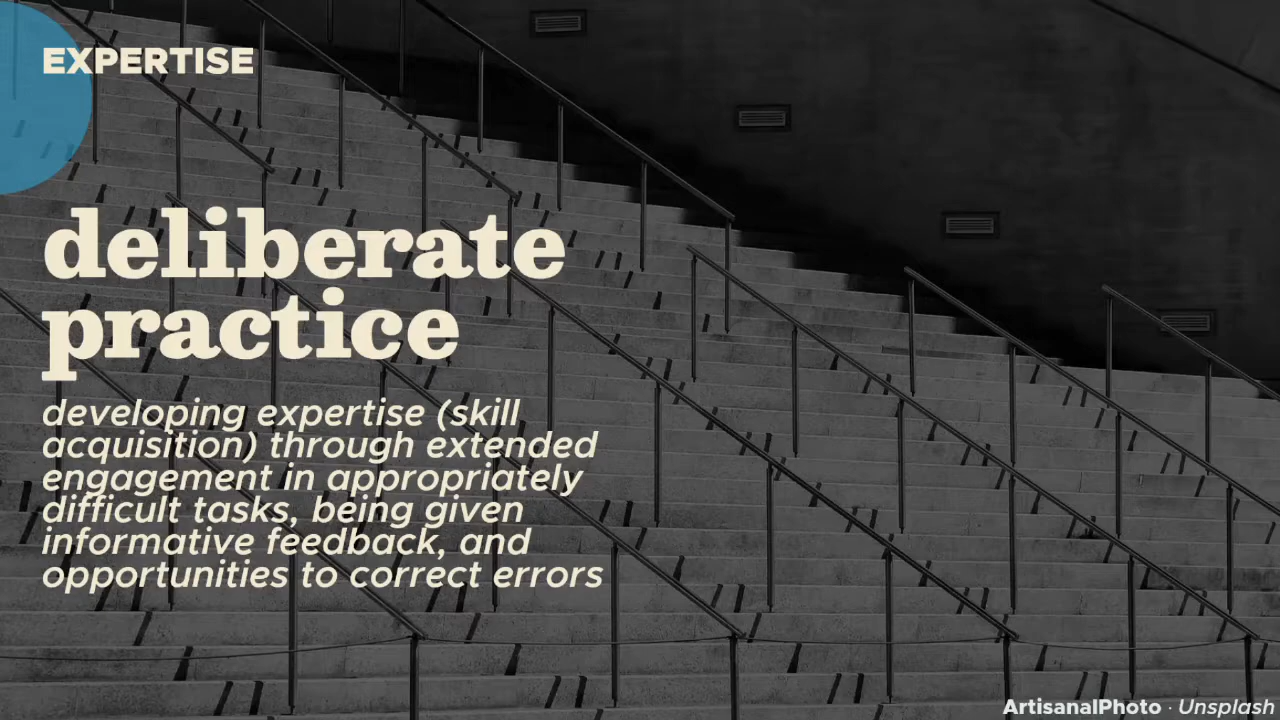 EXPERTISE
deliberate
practice
developing expertise (skill
acquisition) through extended
engagement in appropriately
difficult tasks, being given
informative feedback, and
opportunities to correct errors
ArtisanalPhoto · Unsplash